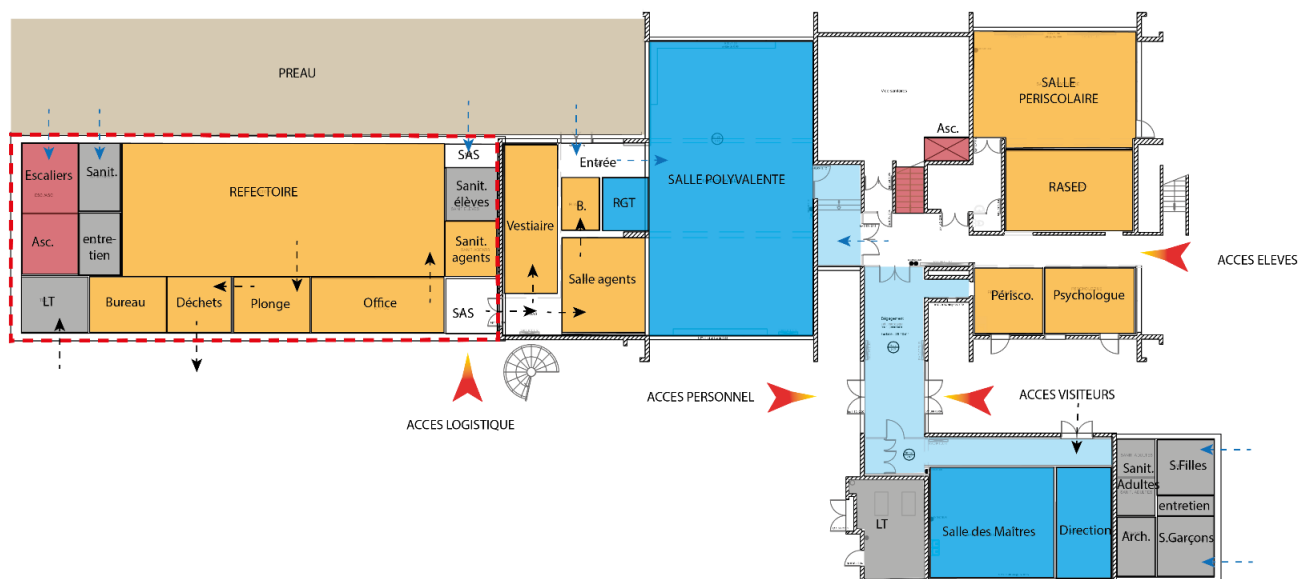 PREAU
SALLE
PERISCOLAIRE
Asc.
SAS
Entrée
Escaliers
Sanit.
REFECTOIRE
Sanit.
élèves
SALLE POLYVALENTE
RASED
B.
RGT
Vestiaire
Asc.
entre-
tien
Sanit.
agents
ACCES ELEVES
Salle agents
LT
Bureau
Déchets
Plonge
Office
SAS
Périsco.
Psychologue
Dégagement
ACCES PERSONNEL
ACCES VISITEURS
ACCES LOGISTIQUE
Sanit.
Adultes
S.Filles
entretien
LT
Salle des Maîtres
Direction
Arch.
S.Garçons